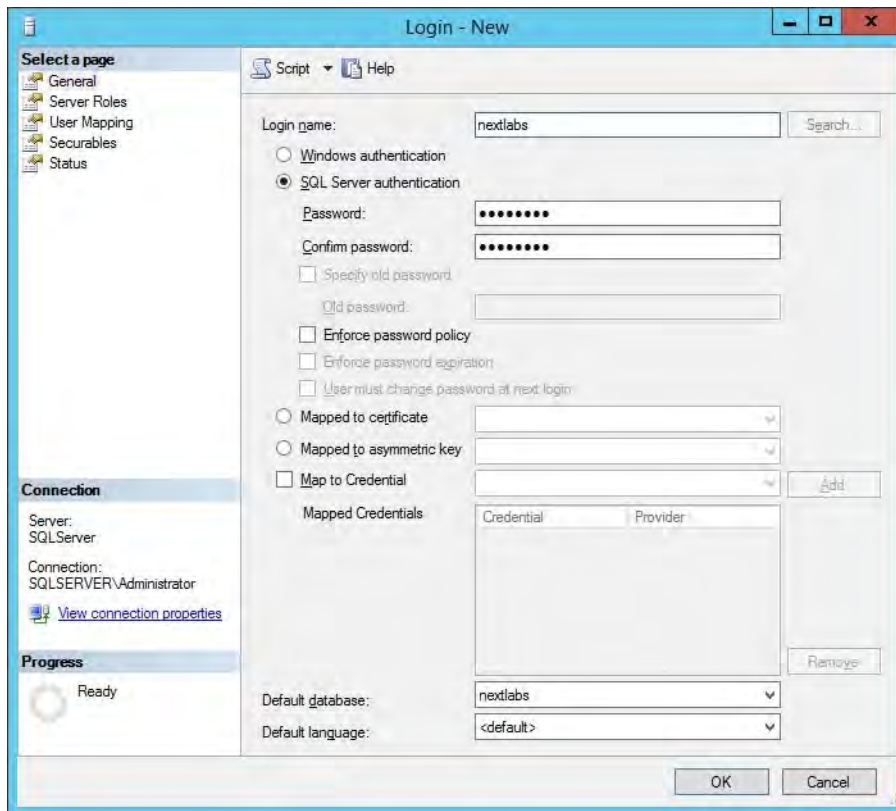 Login - New
Select a page
General
Server Roles
User Mapping
Securables
Status
Script
Help
Login name:
nextlabs
Search...
Windows authentication
SQL Server authentication
Password:
●●●●●●●●
Confirm password:
●●●●●●●●
Specify old password
Old password:
Enforce password policy
Enforce password expiration
User must change password at next login
Mapped to certificate
Mapped to asymmetric key
Map to Credential
Add
Mapped Credentials
Credential
Provider
Remove
Default database:
nextlabs
Default language:
<default>
Connection
Server:
SQLServer
Connection:
SQLSERVER\Administrator
View connection properties
Progress
Ready
OK
Cancel